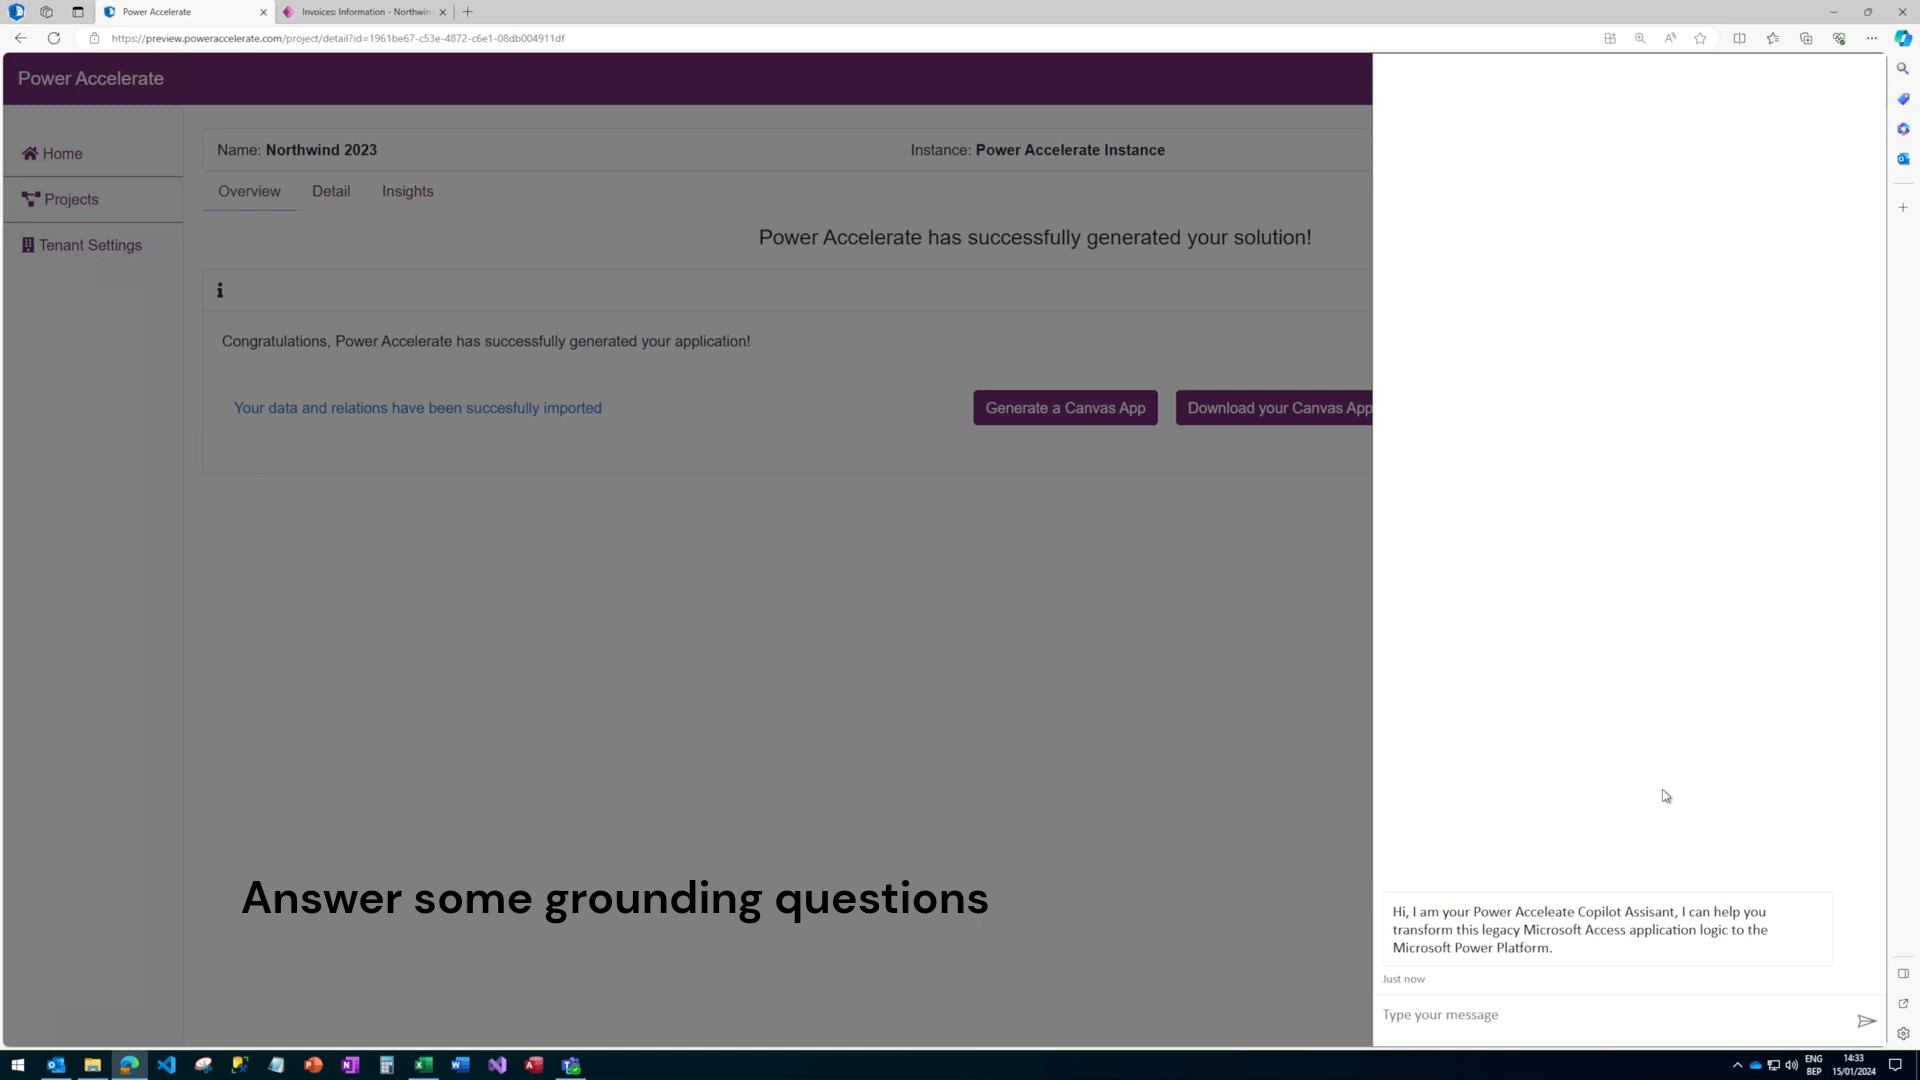 Power Accelerate
Invoices: Information - Northwin
https://preview.poweraccelerate.com/project/detail?id=1961be67-c53e-4872-c6e1-08db004911df
Power Accelerate
Home
Projects
Tenant Settings
Name: Northwind 2023
Instance: Power Accelerate Instance
Overview
Detail
Insights
Power Accelerate has successfully generated your solution!
Congratulations, Power Accelerate has successfully generated your application!
Your data and relations have been succesfully imported
Generate a Canvas App
Download your Canvas App
Answer some grounding questions
Hi, I am your Power Acceleate Copilot Assisant, I can help you
transform this legacy Microsoft Access application logic to the
Microsoft Power Platform.
Just now
Type your message
ENG
BEP
14:33
15/01/2024